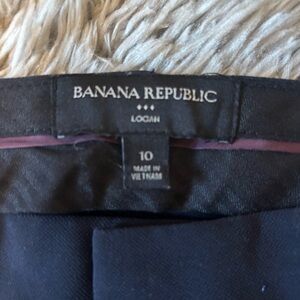 BANANA REPUBLIC
LOGAN
10
MADE IN
VIETNAM